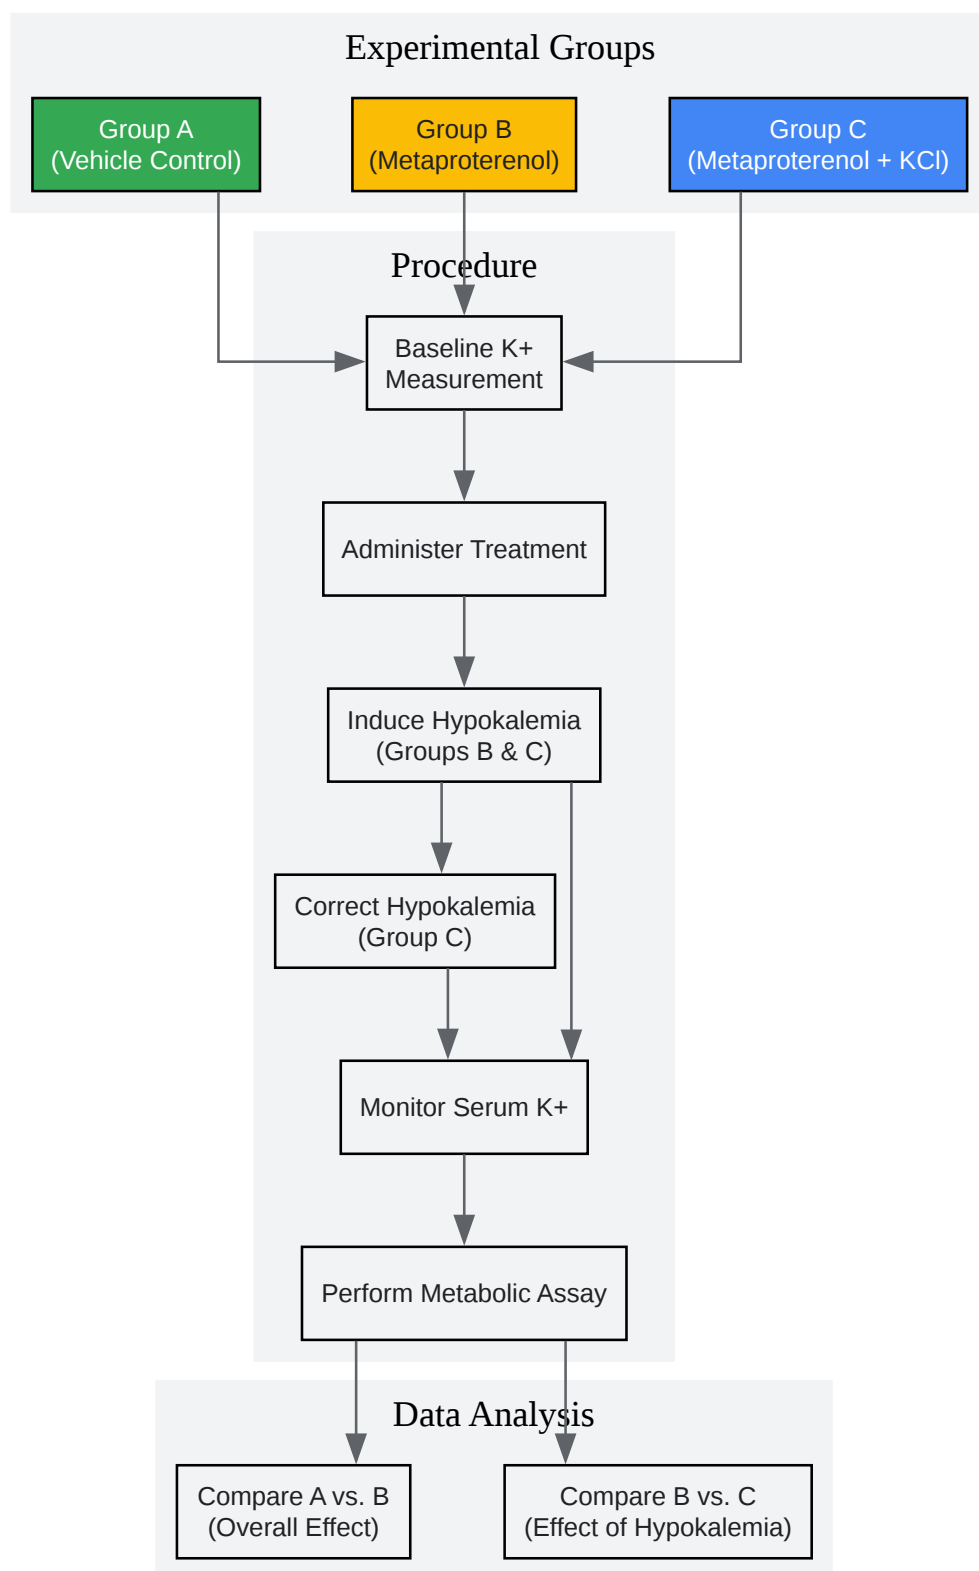 Experimental Groups
Group A
(Vehicle Control)
Group B
(Metaproterenol)
Group C
(Metaproterenol + KCl)
Procedure
Baseline K+
Measurement
Administer Treatment
Induce Hypokalemia
(Groups B & C)
Correct Hypokalemia
(Group C)
Monitor Serum K+
Perform Metabolic Assay
Data Analysis
Compare A vs. B
(Overall Effect)
Compare B vs. C
(Effect of Hypokalemia)